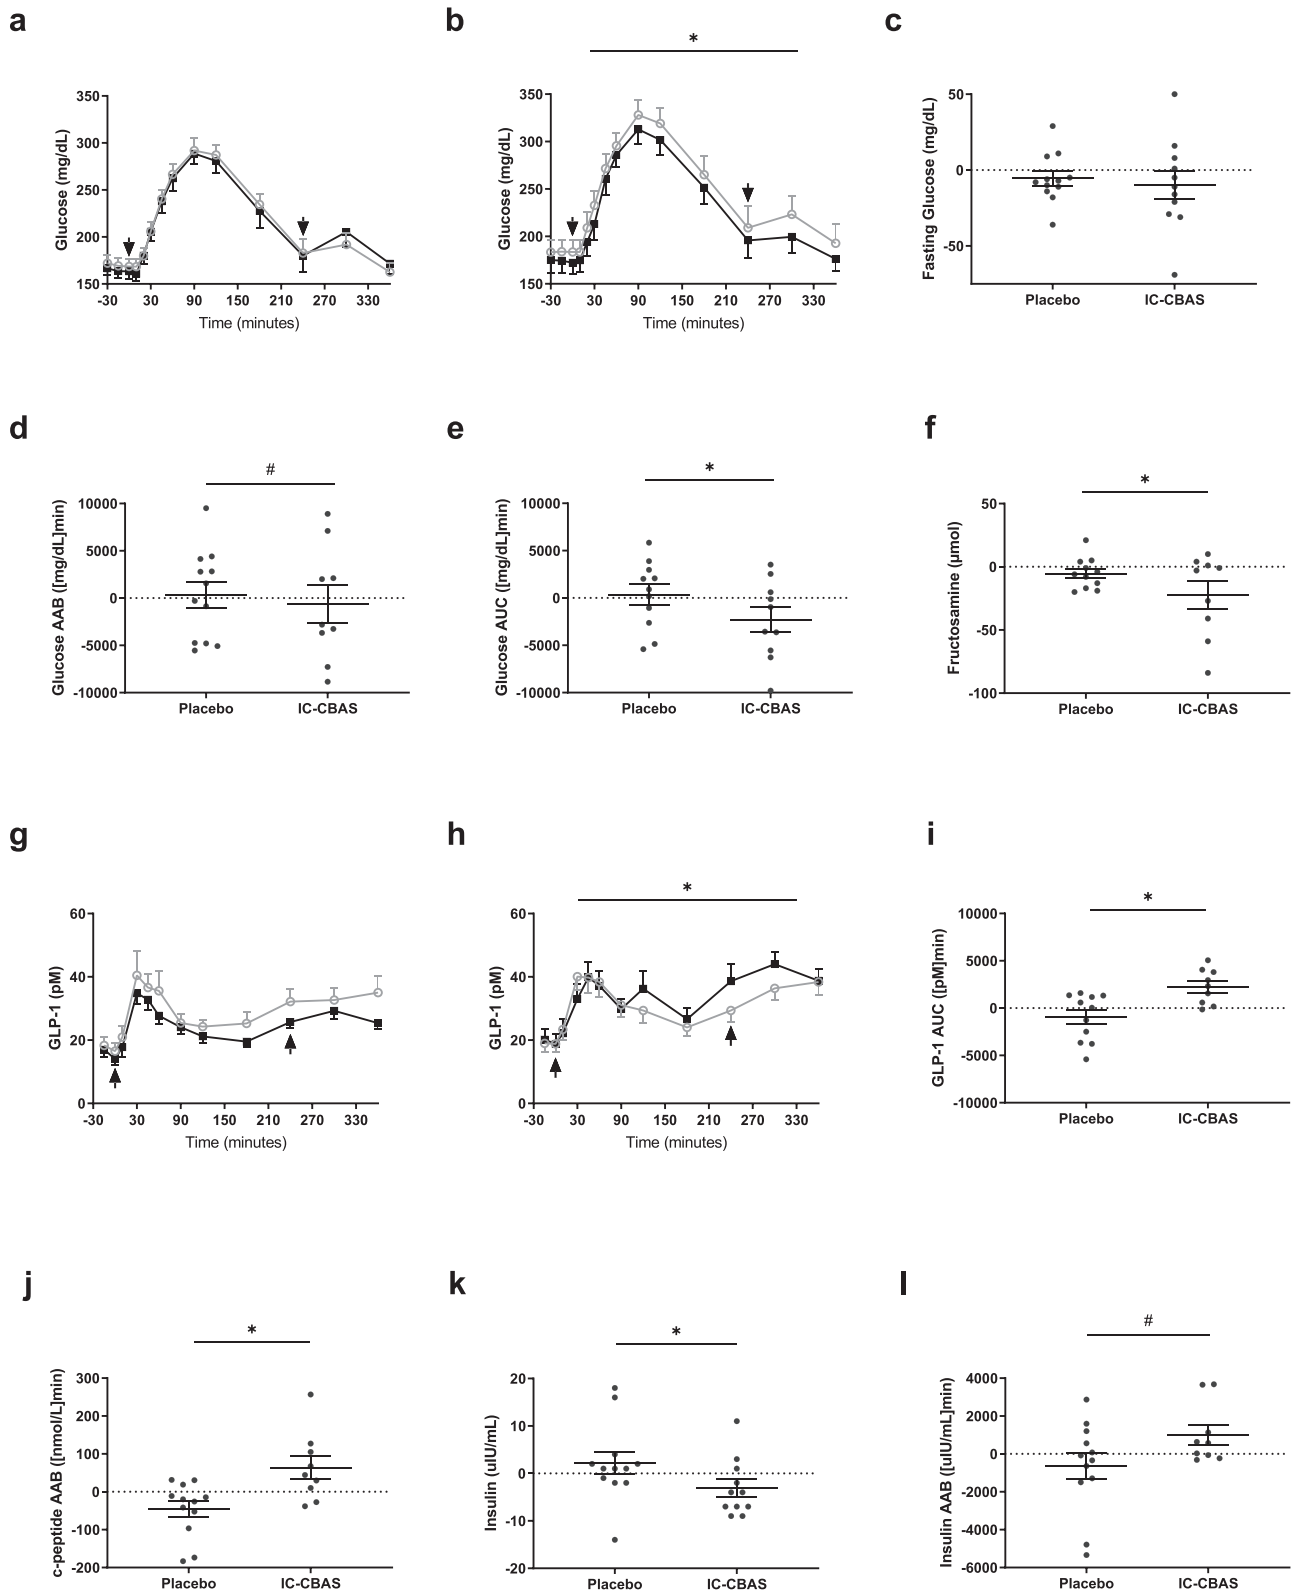 a
Glucose (mg/dL)
350
300
250
200
150
-30 30 90 150 210 270 330
Time (minutes)
b
*
Glucose (mg/dL)
350
300
250
200
150
-30 30 90 150 210 270 330
Time (minutes)
c
Fasting Glucose (mg/dL)
50
0
-50
Placebo IC-CBAS
d
#
Glucose AAB ([mg/dL]min)
10000
5000
0
-5000
-10000
Placebo IC-CBAS
e
*
Glucose AUC ([mg/dL]min)
10000
5000
0
-5000
-10000
Placebo IC-CBAS
f
*
Fructosamine (µmol)
50
0
-50
-100
Placebo IC-CBAS
g
GLP-1 (pM)
60
40
20
0
-30 30 90 150 210 270 330
Time (minutes)
h
*
GLP-1 (pM)
60
40
20
0
-30 30 90 150 210 270 330
Time (minutes)
i
*
GLP-1 AUC ([pM]min)
10000
5000
0
-5000
-10000
Placebo IC-CBAS
j
*
c-peptide AAB ([nmol/L]min)
300
200
100
0
-100
-200
Placebo IC-CBAS
k
*
Insulin (uIU/mL)
20
10
0
-10
-20
Placebo IC-CBAS
l
#
Insulin AAB ([uIU/mL]min)
4000
2000
0
-2000
-4000
-6000
Placebo IC-CBAS